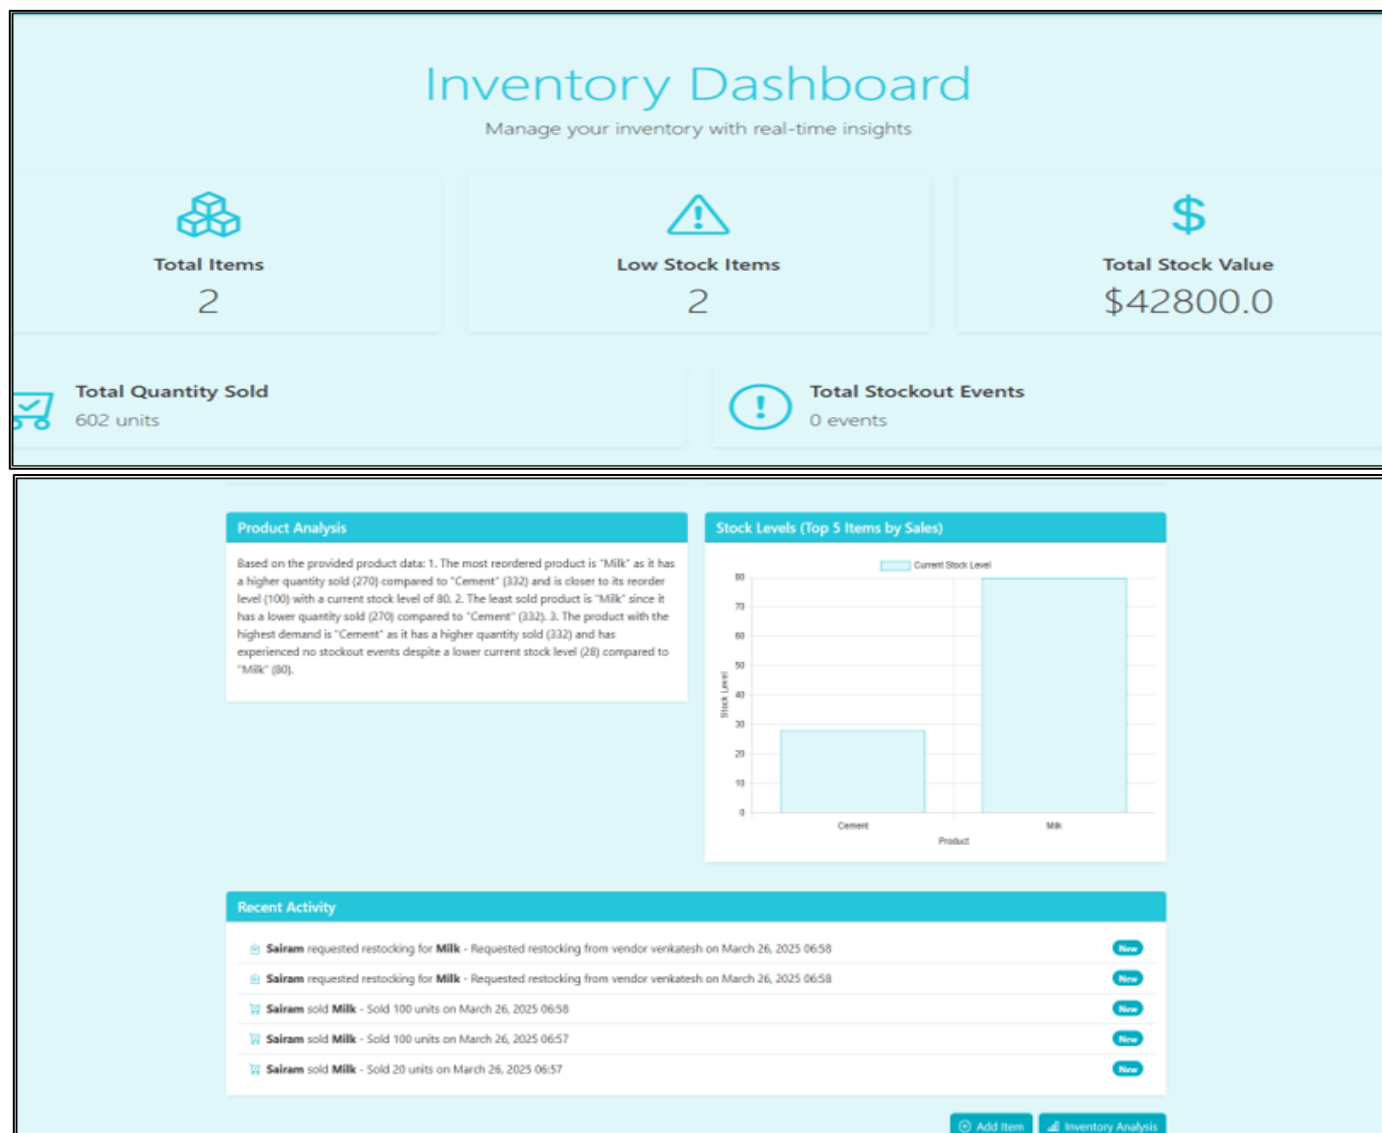 Inventory Dashboard
Manage your inventory with real-time insights
Total Items
2
Low Stock Items
2
Total Stock Value
$42800.0
Total Quantity Sold
602 units
Total Stockout Events
0 events
Product Analysis
Based on the provided product data: 1. The most reordered product is "Milk" as it has
a higher quantity sold (270) compared to "Cement" (332) and is closer to its reorder
level (100) with a current stock level of 80. 2. The least sold product is "Milk" since it
has a lower quantity sold (270) compared to "Cement" (332). 3. The product with the
highest demand is "Cement" as it has a higher quantity sold (332) and has
experienced no stockout events despite a lower current stock level (28) compared to
"Milk" (80).
Stock Levels (Top 5 Items by Sales)
Current Stock Level
80
70
60
50
40
30
20
10
0
Stock Level
Cement
Milk
Product
Recent Activity
Sairam requested restocking for Milk - Requested restocking from vendor venkatesh on March 26, 2025 06:58
New
Sairam requested restocking for Milk - Requested restocking from vendor venkatesh on March 26, 2025 06:58
New
Sairam sold Milk - Sold 100 units on March 26, 2025 06:58
New
Sairam sold Milk - Sold 100 units on March 26, 2025 06:57
New
Sairam sold Milk - Sold 20 units on March 26, 2025 06:57
New
Add Item
Inventory Analysis